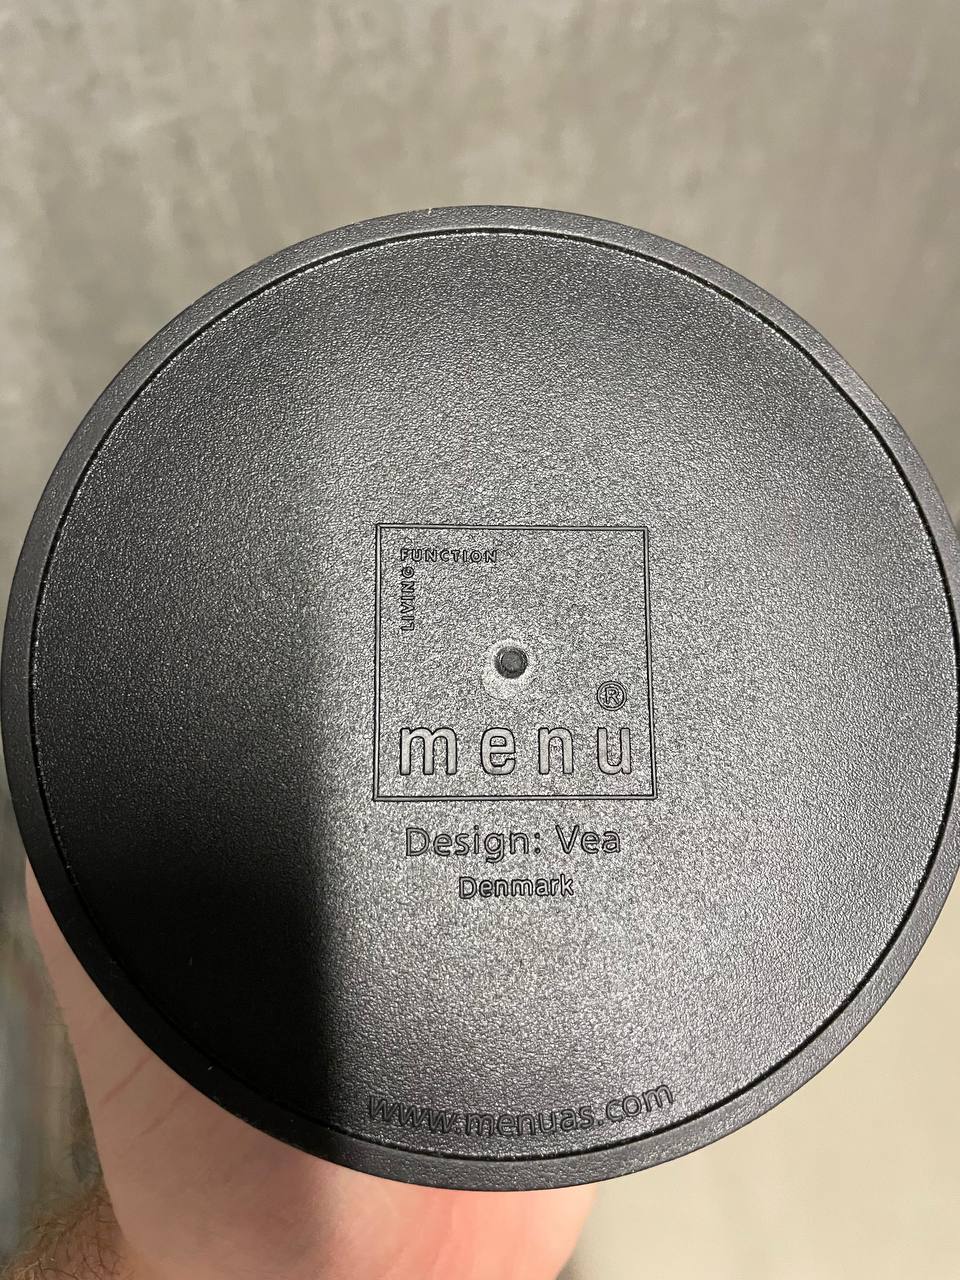 FUNCTION
LIVING
menu®
Design: Vea
Denmark
www.menuas.com